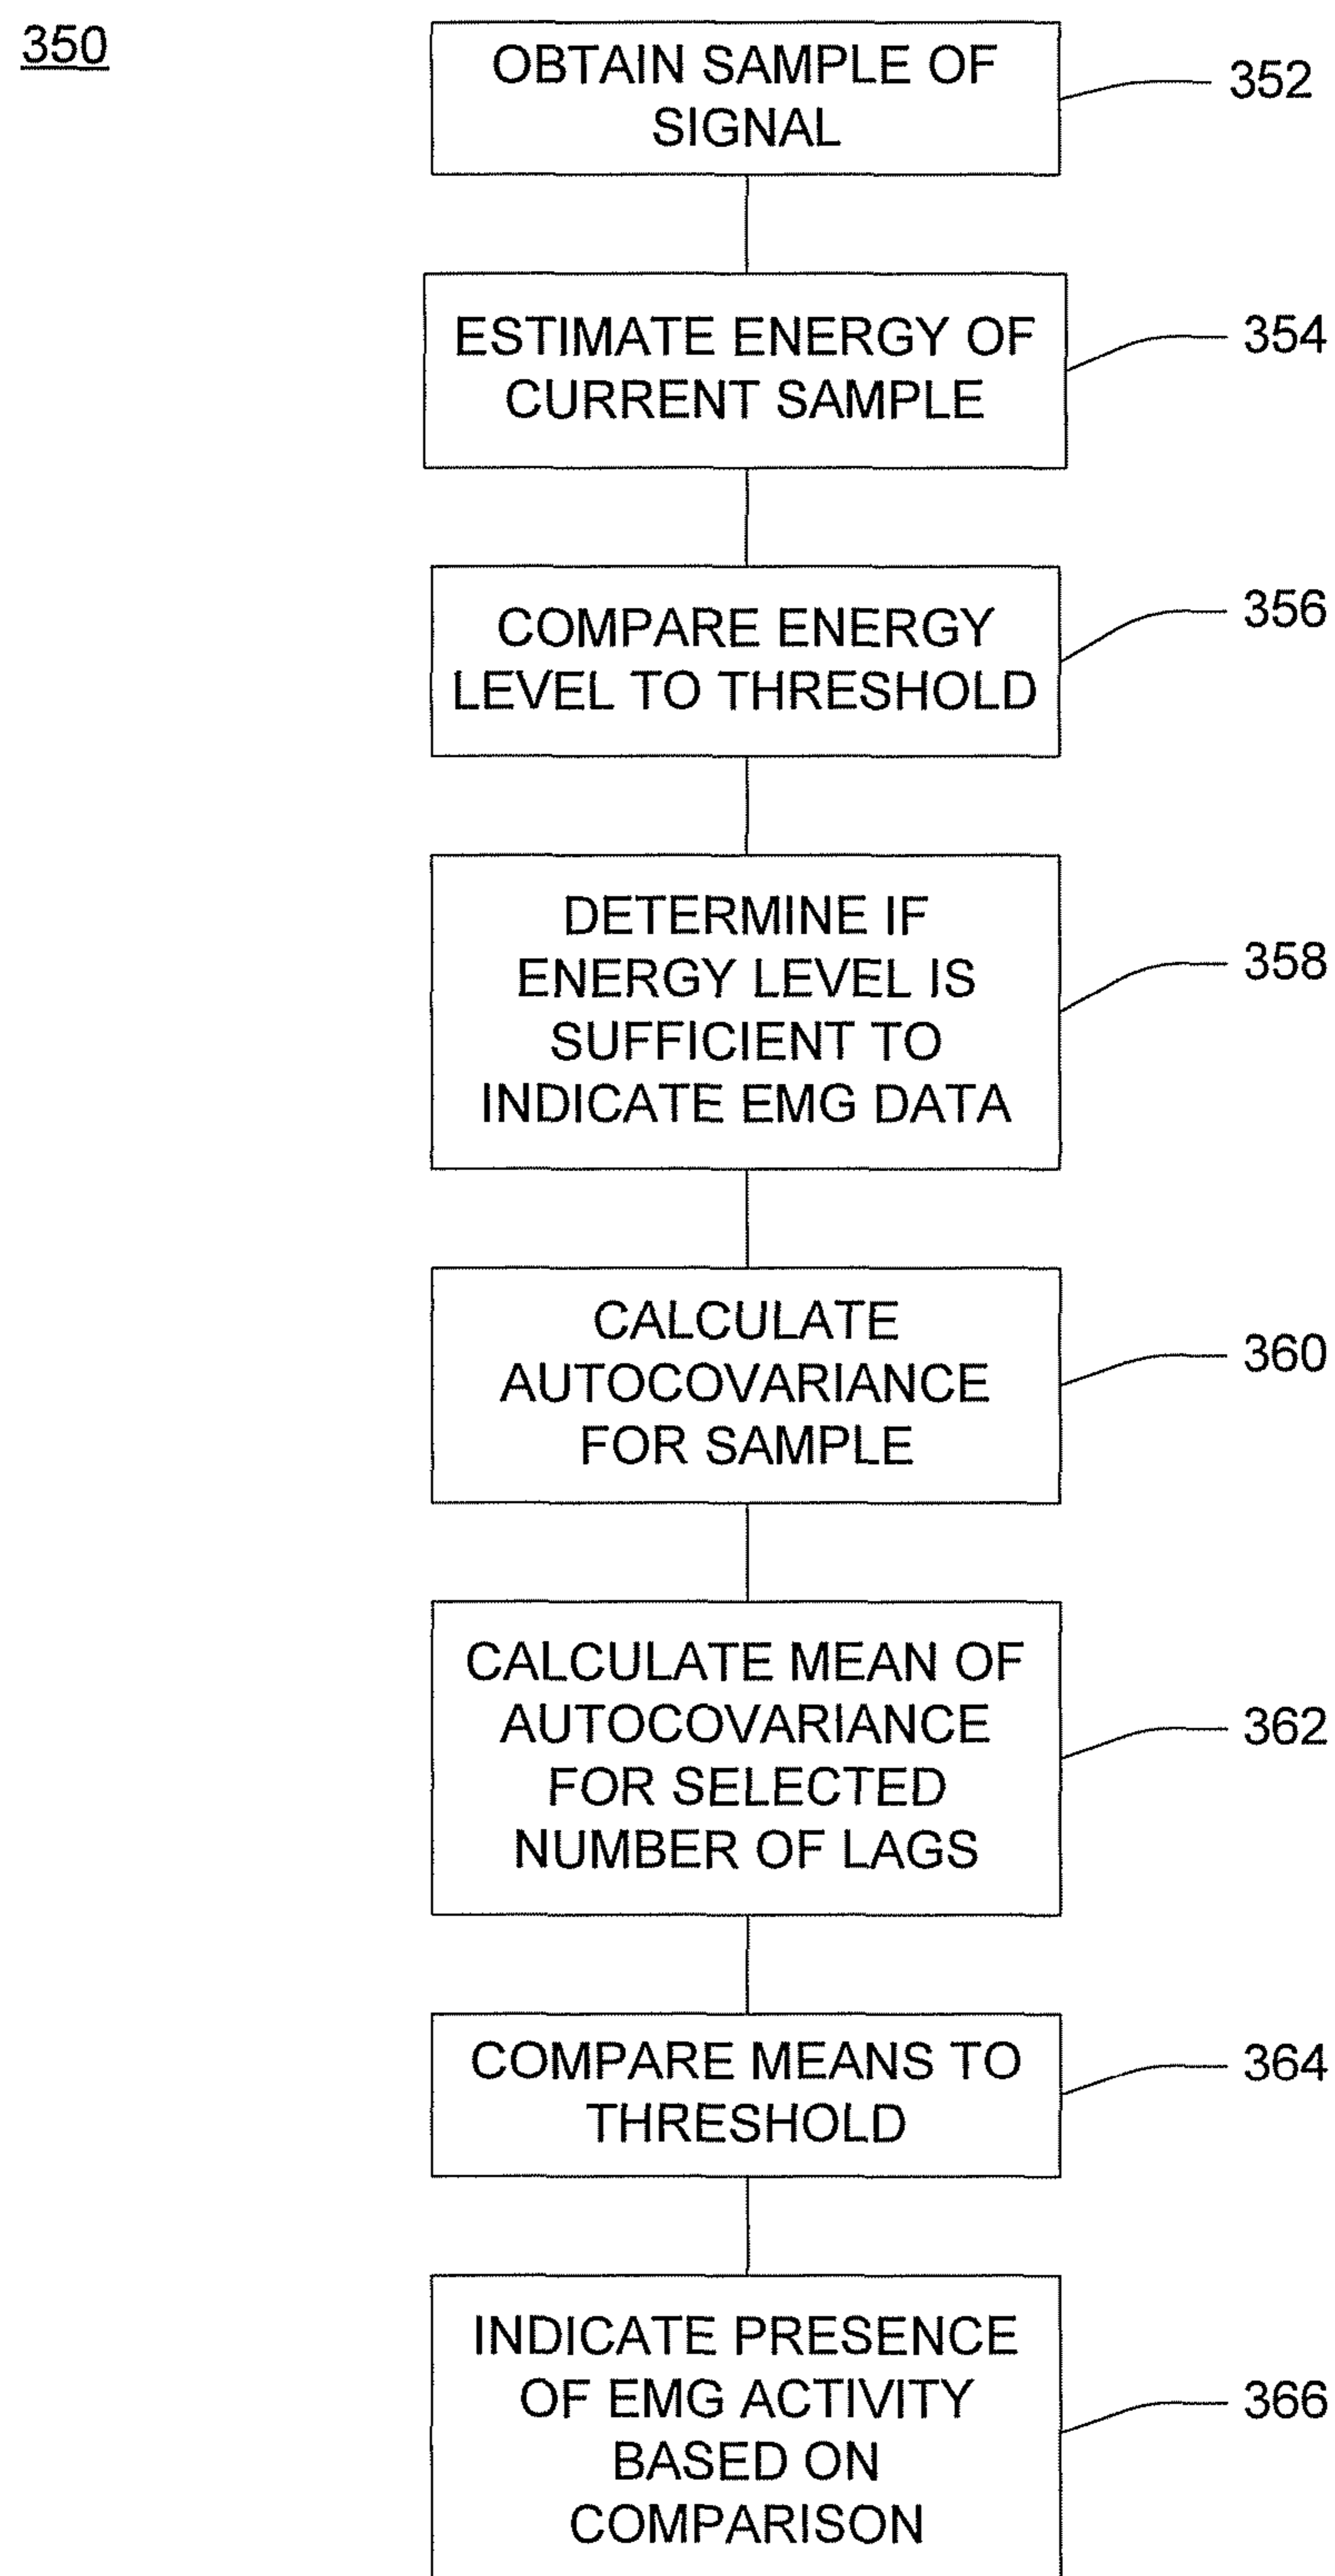 350
OBTAIN SAMPLE OF
SIGNAL
352
ESTIMATE ENERGY OF
CURRENT SAMPLE
354
COMPARE ENERGY
LEVEL TO THRESHOLD
356
DETERMINE IF
ENERGY LEVEL IS
SUFFICIENT TO
INDICATE EMG DATA
358
CALCULATE
AUTOCOVARIANCE
FOR SAMPLE
360
CALCULATE MEAN OF
AUTOCOVARIANCE
FOR SELECTED
NUMBER OF LAGS
362
COMPARE MEANS TO
THRESHOLD
364
INDICATE PRESENCE
OF EMG ACTIVITY
BASED ON
COMPARISON
366